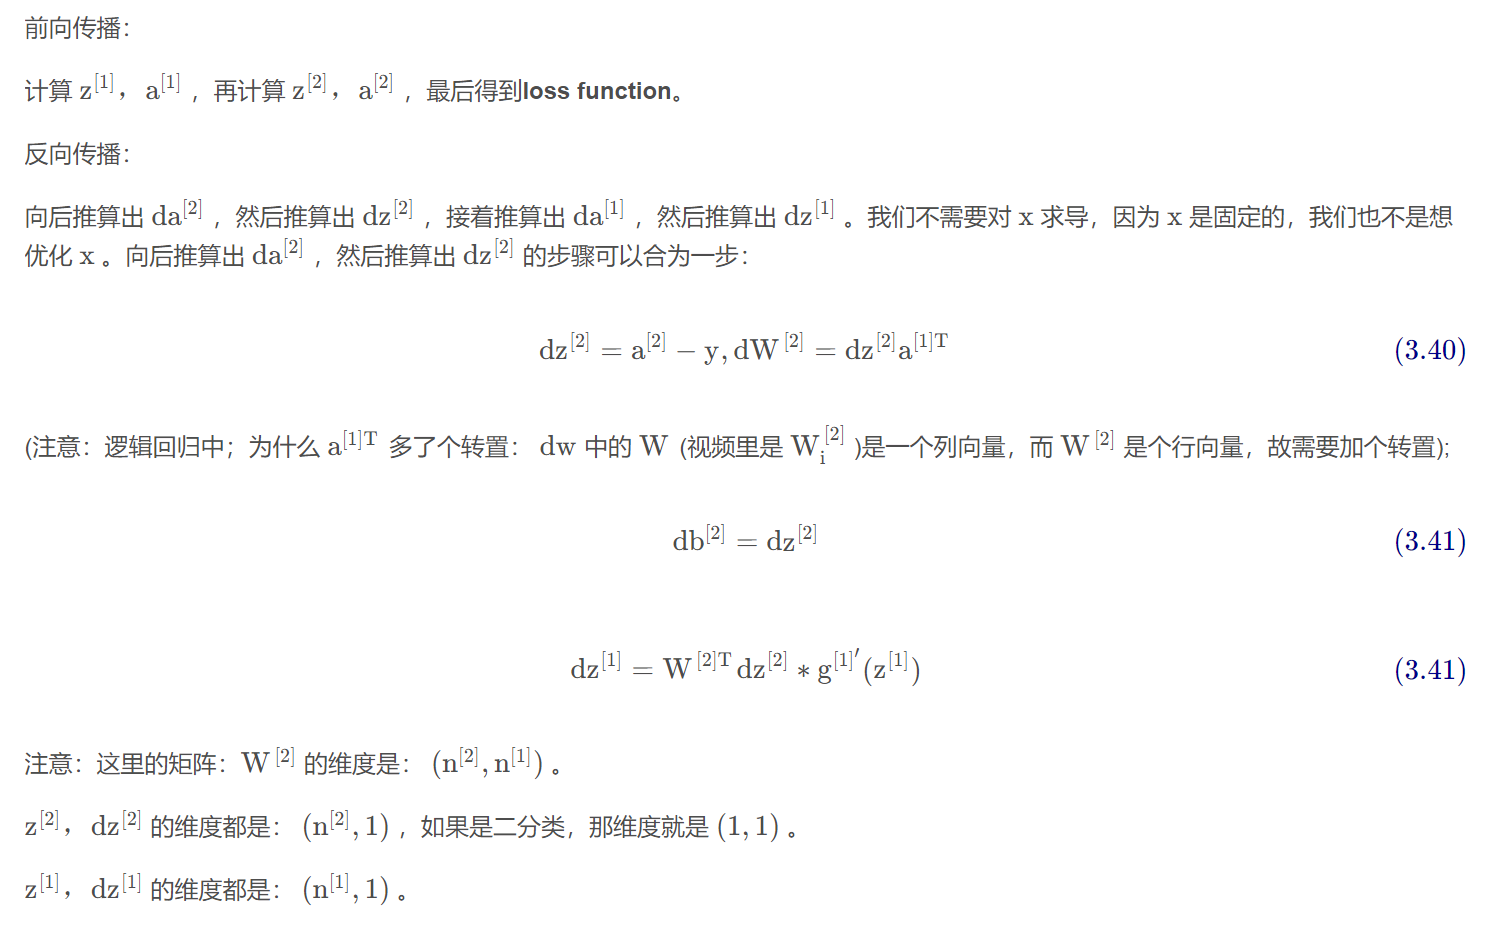 前向传播：
计算 z^[1]， a^[1] ，再计算 z^[2]， a^[2] ，最后得到loss function。
反向传播：
向后推算出 da^[2] ，然后推算出 dz^[2] ，接着推算出 da^[1] ，然后推算出 dz^[1] 。我们不需要对 x 求导，因为 x 是固定的，我们也不是想
优化 x 。向后推算出 da^[2] ，然后推算出 dz^[2] 的步骤可以合为一步：
dz^[2] = a^[2] − y, dW^[2] = dz^[2]a^[1]T (3.40)
(注意：逻辑回归中；为什么 a^[1]T 多了个转置： dw 中的 W (视频里是 W_i^[2] )是一个列向量，而 W^[2] 是个行向量，故需要加个转置);
db^[2] = dz^[2] (3.41)
dz^[1] = W^[2]T dz^[2] ∗ g^[1]′(z^[1]) (3.41)
注意：这里的矩阵：W^[2] 的维度是： (n^[2], n^[1]) 。
z^[2]， dz^[2] 的维度都是： (n^[2], 1) ，如果是二分类，那维度就是 (1, 1) 。
z^[1]， dz^[1] 的维度都是： (n^[1], 1) 。